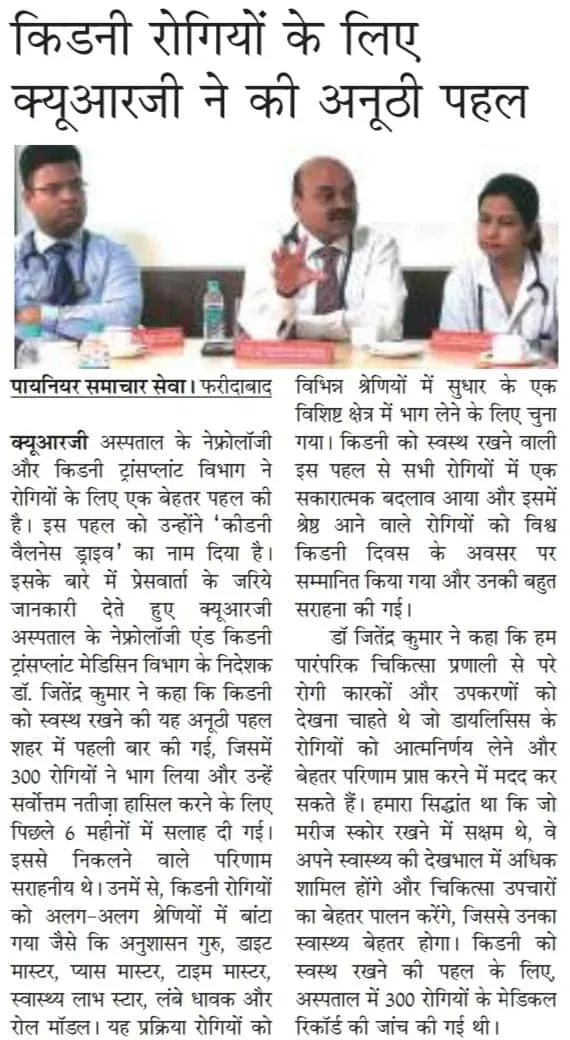 किडनी रोगियों के लिए
क्यूआरजी ने की अनूठी पहल
पायनियर समाचार सेवा। फरीदाबाद
क्यूआरजी अस्पताल के नेफ्रोलॉजी
और किडनी ट्रांसप्लांट विभाग ने
रोगियों के लिए एक बेहतर पहल की
है। इस पहल को उन्होंने ‘कीडनी
वैलनेस ड्राइव’ का नाम दिया है।
इसके बारे में प्रेसवार्ता के जरिये
जानकारी देते हुए क्यूआरजी
अस्पताल के नेफ्रोलॉजी एंड किडनी
ट्रांसप्लांट मेडिसिन विभाग के निदेशक
डॉ. जितेंद्र कुमार ने कहा कि किडनी
को स्वस्थ रखने की यह अनूठी पहल
शहर में पहली बार की गई, जिसमें
300 रोगियों ने भाग लिया और उन्हें
सर्वोत्तम नतीज़ा हासिल करने के लिए
पिछले 6 महीनों में सलाह दी गई।
इससे निकलने वाले परिणाम
सराहनीय थे। उनमें से, किडनी रोगियों
को अलग-अलग श्रेणियों में बांटा
गया जैसे कि अनुशासन गुरु, डाइट
मास्टर, प्यास मास्टर, टाइम मास्टर,
स्वास्थ्य लाभ स्टार, लंबे धावक और
रोल मॉडल। यह प्रक्रिया रोगियों को
विभिन्न श्रेणियों में सुधार के एक
विशिष्ट क्षेत्र में भाग लेने के लिए चुना
गया। किडनी को स्वस्थ रखने वाली
इस पहल से सभी रोगियों में एक
सकारात्मक बदलाव आया और इसमें
श्रेष्ठ आने वाले रोगियों को विश्व
किडनी दिवस के अवसर पर
सम्मानित किया गया और उनकी बहुत
सराहना की गई।
डॉ जितेंद्र कुमार ने कहा कि हम
पारंपरिक चिकित्सा प्रणाली से परे
रोगी कारकों और उपकरणों को
देखना चाहते थे जो डायलिसिस के
रोगियों को आत्मनिर्णय लेने और
बेहतर परिणाम प्राप्त करने में मदद कर
सकते हैं। हमारा सिद्धांत था कि जो
मरीज स्कोर रखने में सक्षम थे, वे
अपने स्वास्थ्य की देखभाल में अधिक
शामिल होंगे और चिकित्सा उपचारों
का बेहतर पालन करेंगे, जिससे उनका
स्वास्थ्य बेहतर होगा। किडनी को
स्वस्थ रखने की पहल के लिए,
अस्पताल में 300 रोगियों के मेडिकल
रिकॉर्ड की जांच की गई थी।